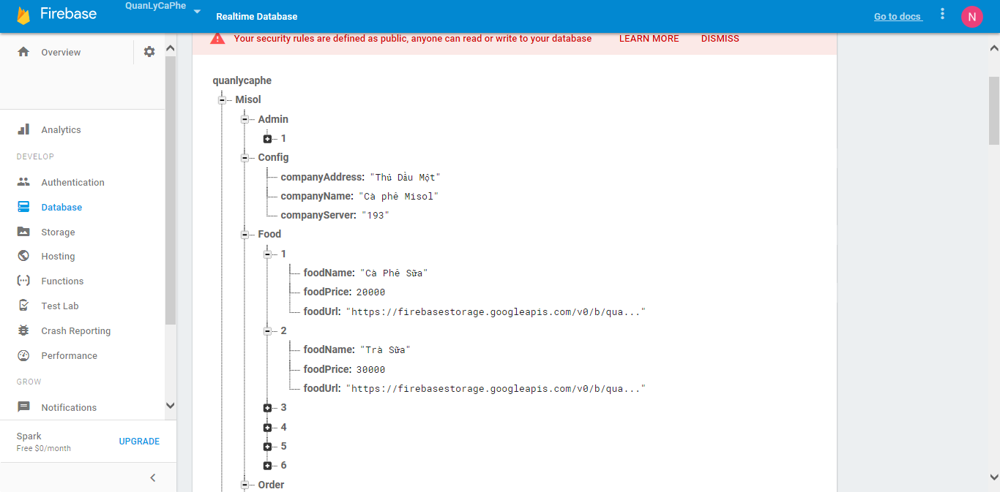 Firebase
QuanLyCaPhe
Realtime Database
Go to docs
N
Overview
Analytics
DEVELOP
Authentication
Database
Storage
Hosting
Functions
Test Lab
Crash Reporting
Performance
GROW
Notifications
Spark
Free $0/month
UPGRADE
Your security rules are defined as public, anyone can read or write to your database LEARN MORE DISMISS
quanlycaphe
Misol
Admin
1
Config
companyAddress: "Thủ Dầu Một"
companyName: "Cà phê Misol"
companyServer: "193"
Food
1
foodName: "Cà Phê Sữa"
foodPrice: 20000
foodUrl: "https://firebasestorage.googleapis.com/v0/b/qua..."
2
foodName: "Trà Sữa"
foodPrice: 30000
foodUrl: "https://firebasestorage.googleapis.com/v0/b/qua..."
3
4
5
6
Order